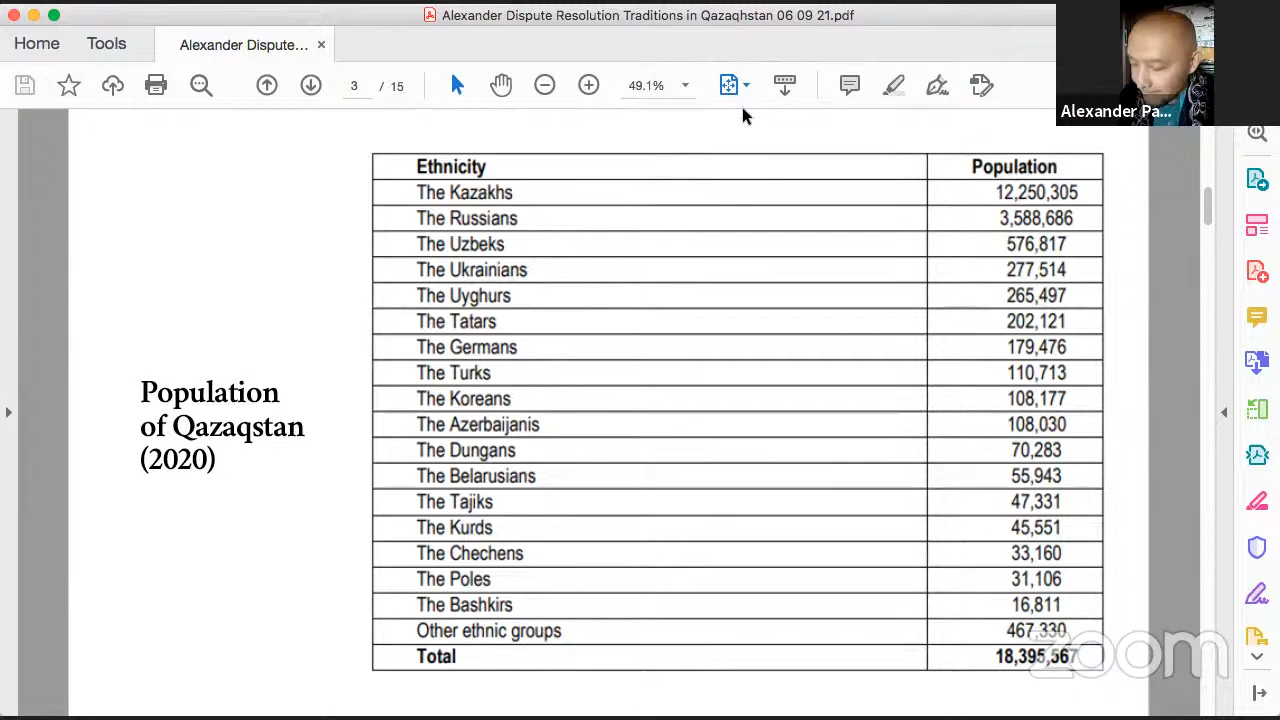 Alexander Dispute Resolution Traditions in Qazaqhstan 06 09 21.pdf
Home Tools Alexander Dispute... ×
3 / 15 49.1%
Alexander Pa...
Ethnicity Population
The Kazakhs 12,250,305
The Russians 3,588,686
The Uzbeks 576,817
The Ukrainians 277,514
The Uyghurs 265,497
The Tatars 202,121
The Germans 179,476
The Turks 110,713
The Koreans 108,177
The Azerbaijanis 108,030
The Dungans 70,283
The Belarusians 55,943
The Tajiks 47,331
The Kurds 45,551
The Chechens 33,160
The Poles 31,106
The Bashkirs 16,811
Other ethnic groups 467,330
Total 18,395,567
Population
of Qazaqstan
(2020)
zoom